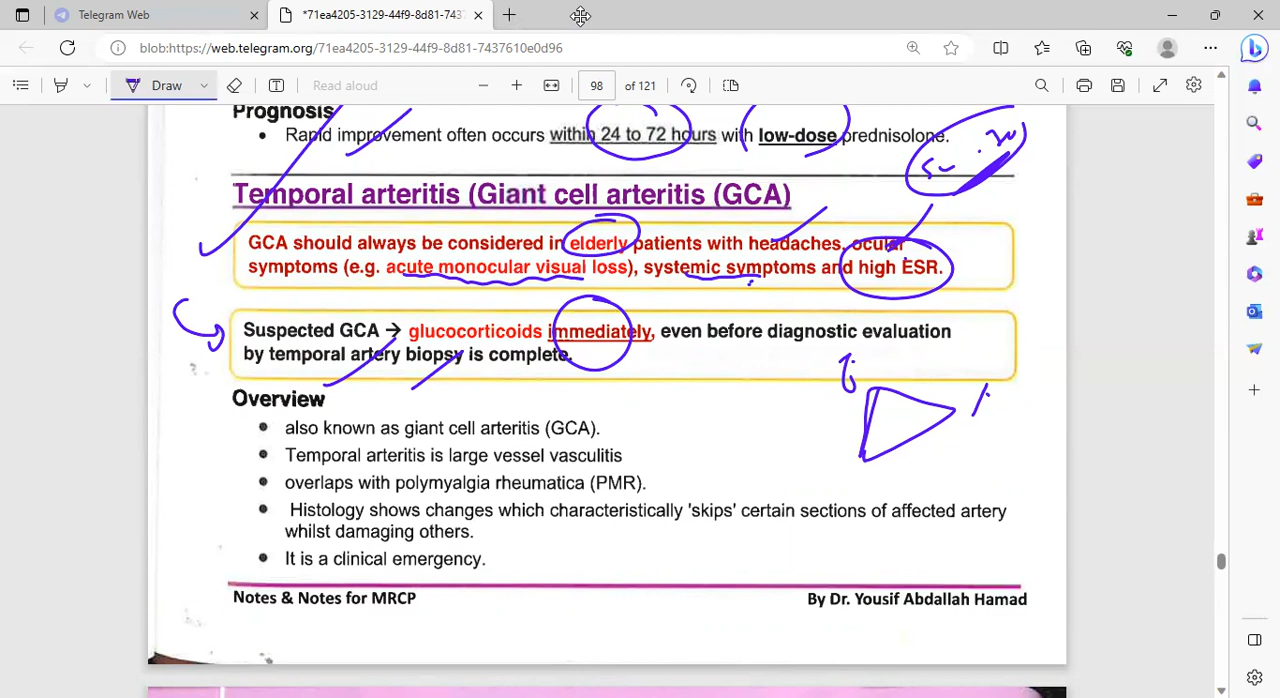 Telegram Web
*71ea4205-3129-44f9-8d81-7437
blob:https://web.telegram.org/71ea4205-3129-44f9-8d81-7437610e0d96
Draw
Read aloud
98 of 121
Prognosis
• Rapid improvement often occurs within 24 to 72 hours with low-dose prednisolone.
Temporal arteritis (Giant cell arteritis (GCA)
GCA should always be considered in elderly patients with headaches, ocular
symptoms (e.g. acute monocular visual loss), systemic symptoms and high ESR.
Suspected GCA → glucocorticoids immediately, even before diagnostic evaluation
by temporal artery biopsy is complete.
Overview
• also known as giant cell arteritis (GCA).
• Temporal arteritis is large vessel vasculitis
• overlaps with polymyalgia rheumatica (PMR).
• Histology shows changes which characteristically 'skips' certain sections of affected artery
whilst damaging others.
• It is a clinical emergency.
Notes & Notes for MRCP
By Dr. Yousif Abdallah Hamad